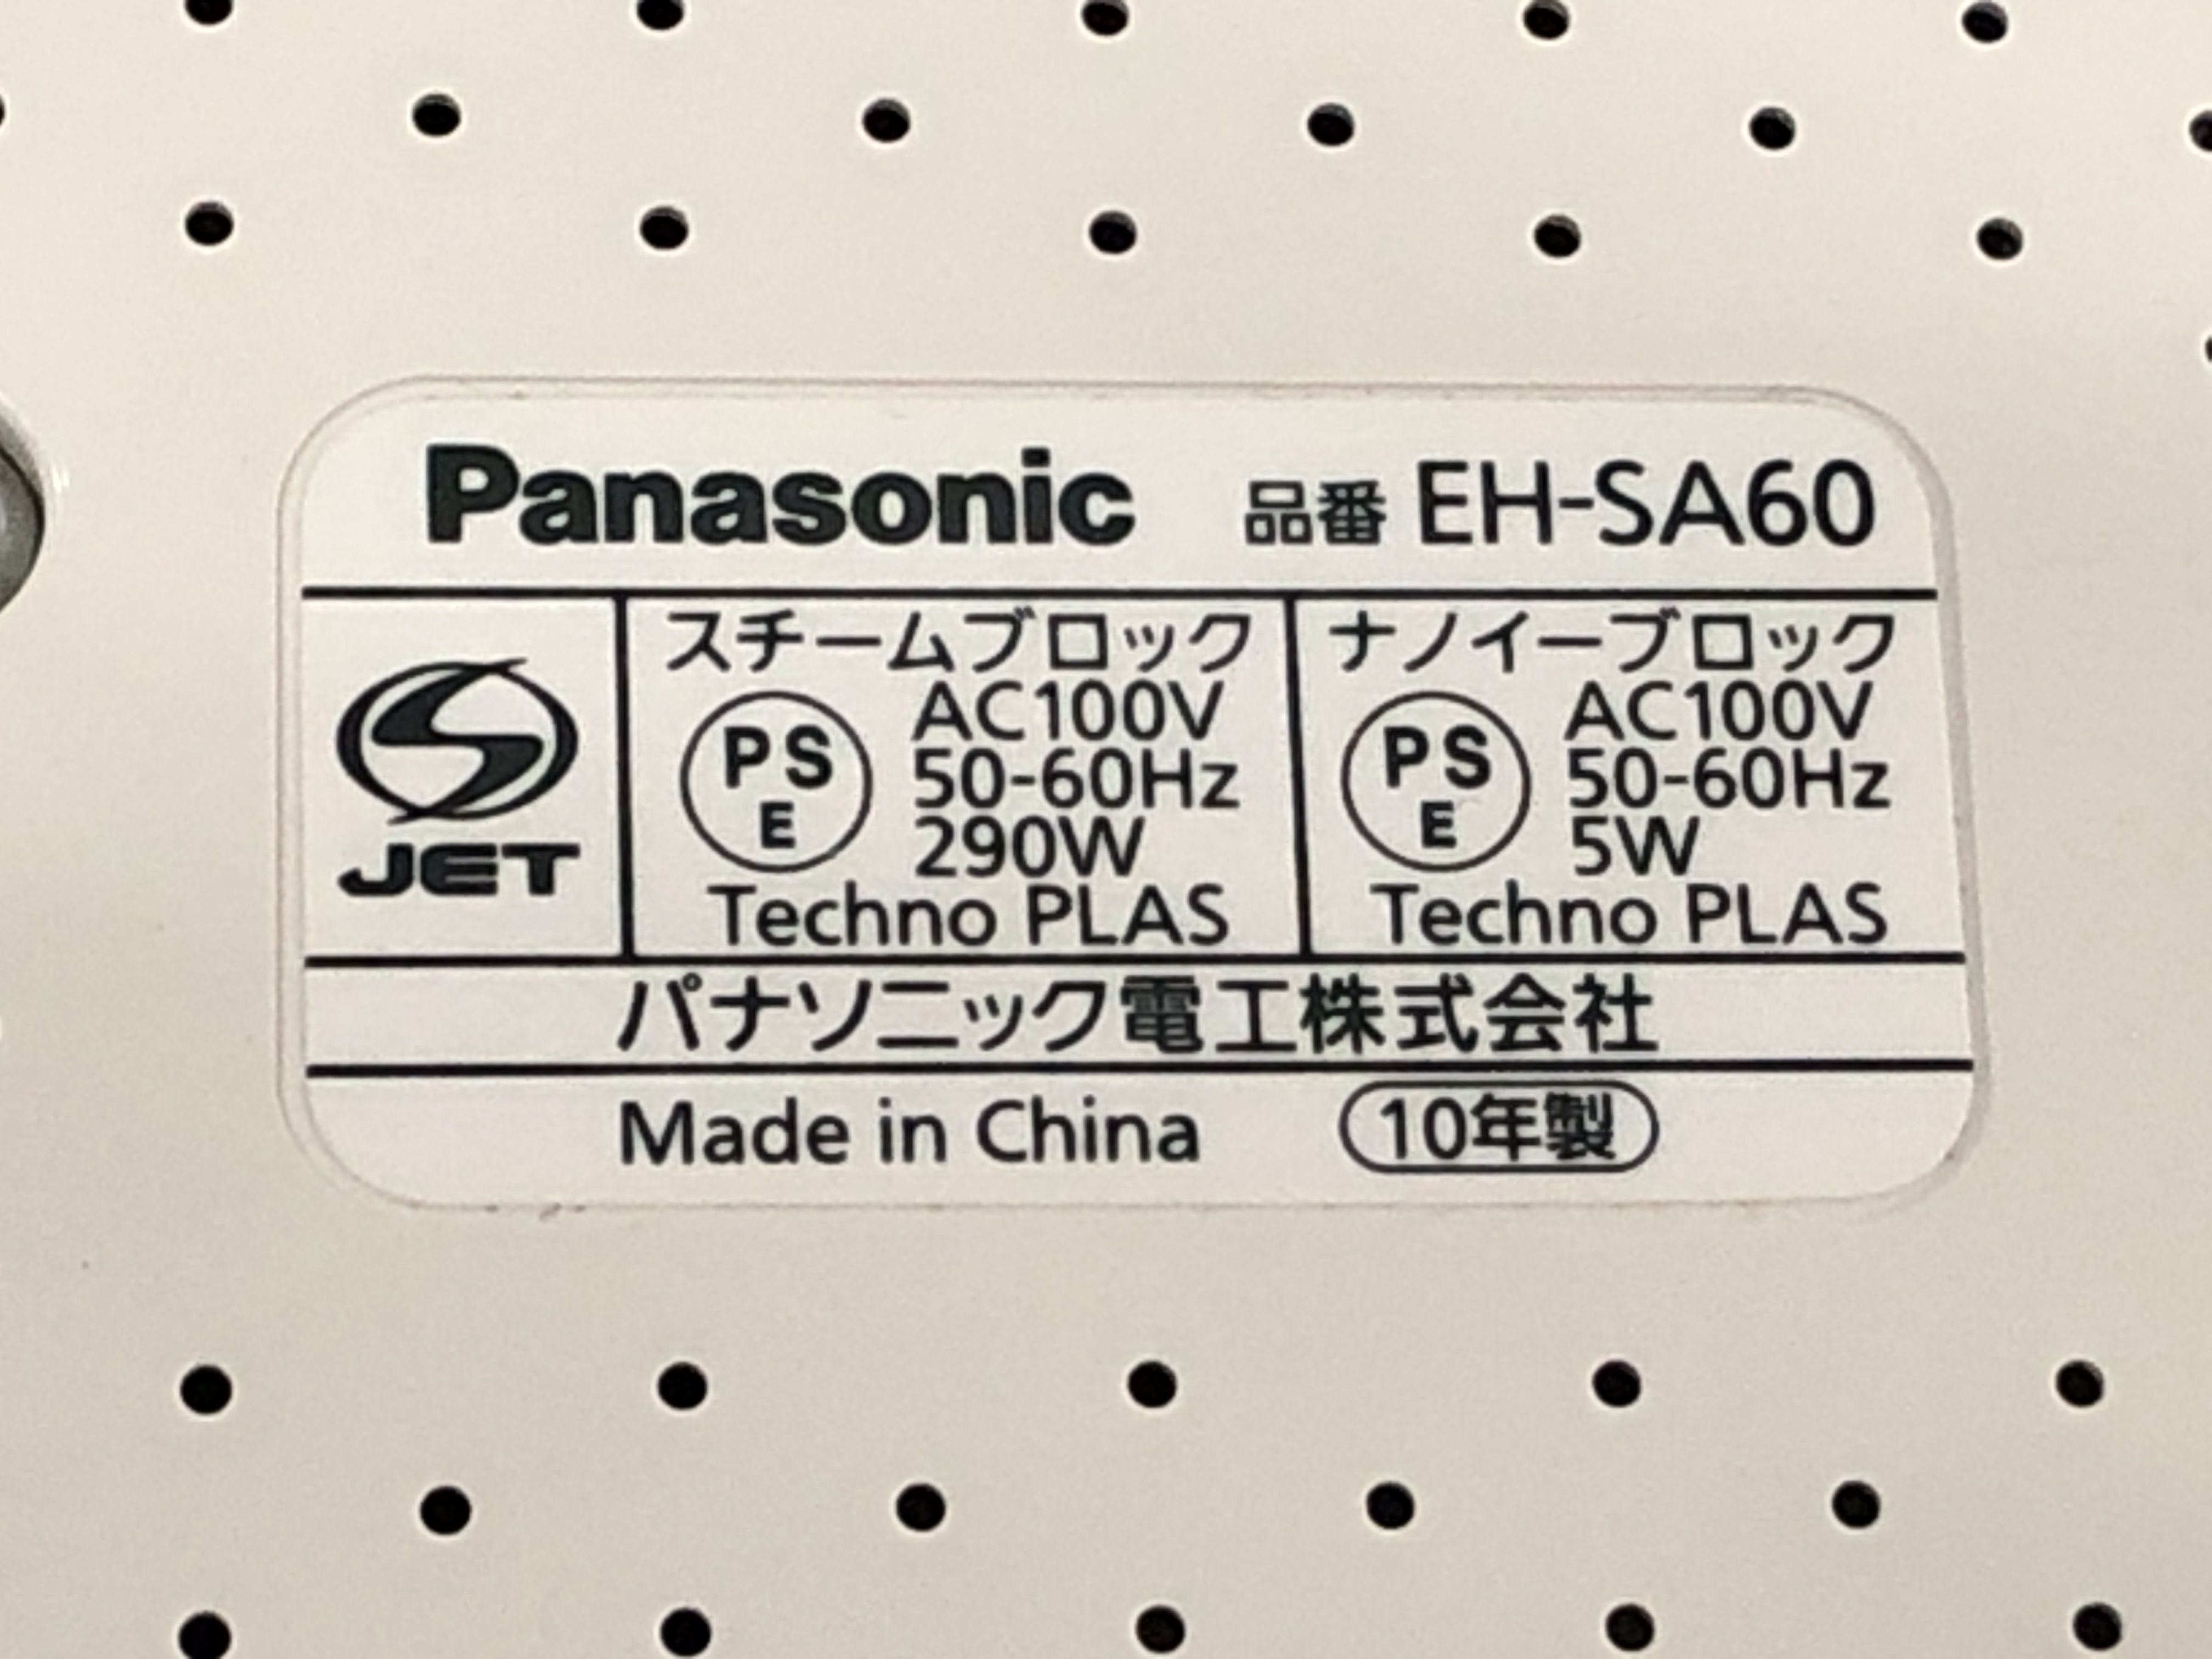 Panasonic 品番 EH-SA60
JET
スチームブロック
PS
E
AC100V
50-60Hz
290W
Techno PLAS
ナノイーブロック
PS
E
AC100V
50-60Hz
5W
Techno PLAS
パナソニック電工株式会社
Made in China 10年製